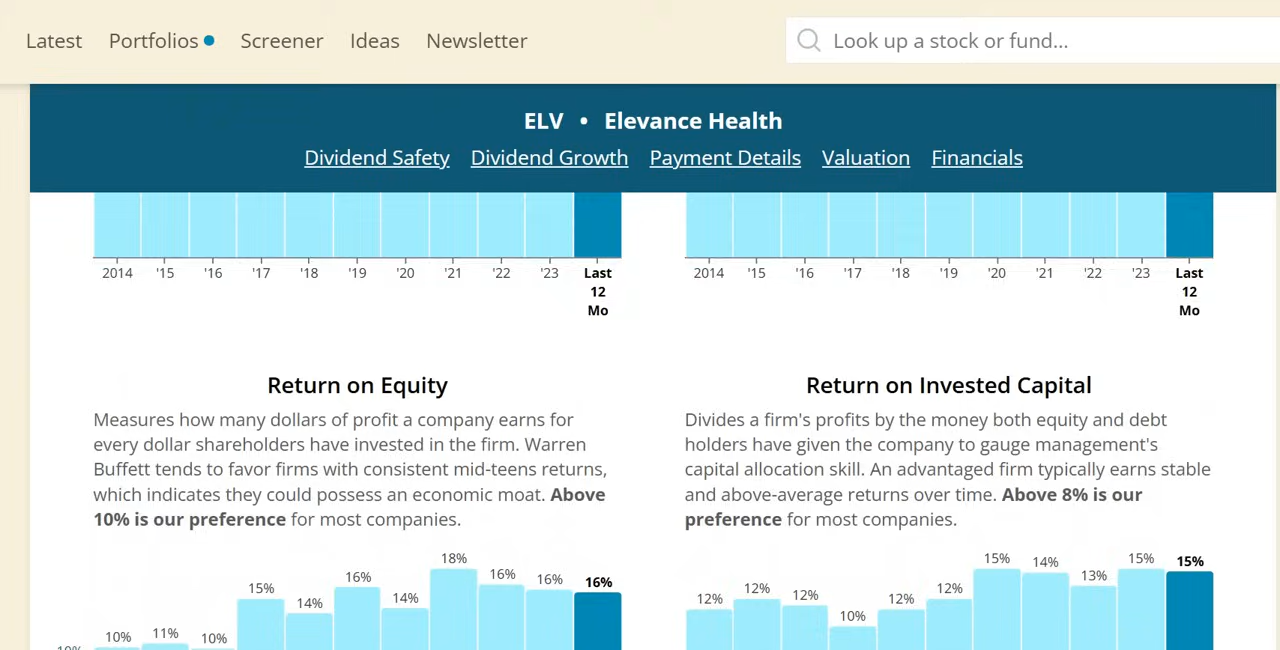 Latest Portfolios Screener Ideas Newsletter Look up a stock or fund...
ELV • Elevance Health
Dividend Safety Dividend Growth Payment Details Valuation Financials
2014 '15 '16 '17 '18 '19 '20 '21 '22 '23 Last
12
Mo
2014 '15 '16 '17 '18 '19 '20 '21 '22 '23 Last
12
Mo
Return on Equity
Measures how many dollars of profit a company earns for
every dollar shareholders have invested in the firm. Warren
Buffett tends to favor firms with consistent mid-teens returns,
which indicates they could possess an economic moat. Above
10% is our preference for most companies.
10% 11% 10% 15% 14% 16% 14% 18% 16% 16% 16%
10%
Return on Invested Capital
Divides a firm's profits by the money both equity and debt
holders have given the company to gauge management's
capital allocation skill. An advantaged firm typically earns stable
and above-average returns over time. Above 8% is our
preference for most companies.
12% 12% 12% 10% 12% 12% 15% 14% 13% 15% 15%